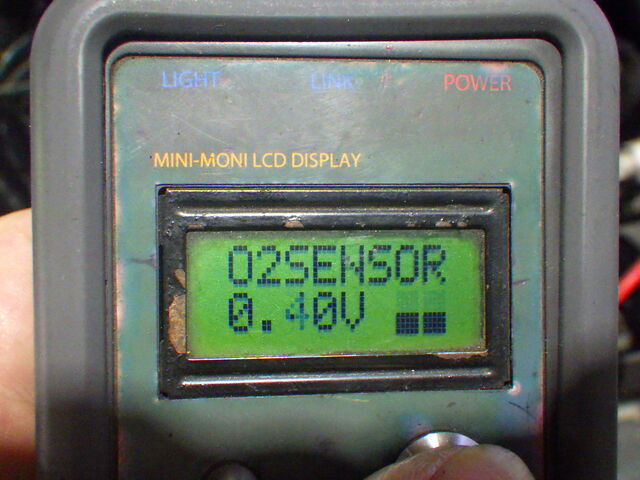 LIGHT LINK POWER
MINI-MONI LCD DISPLAY
O2SENSOR
0.40V